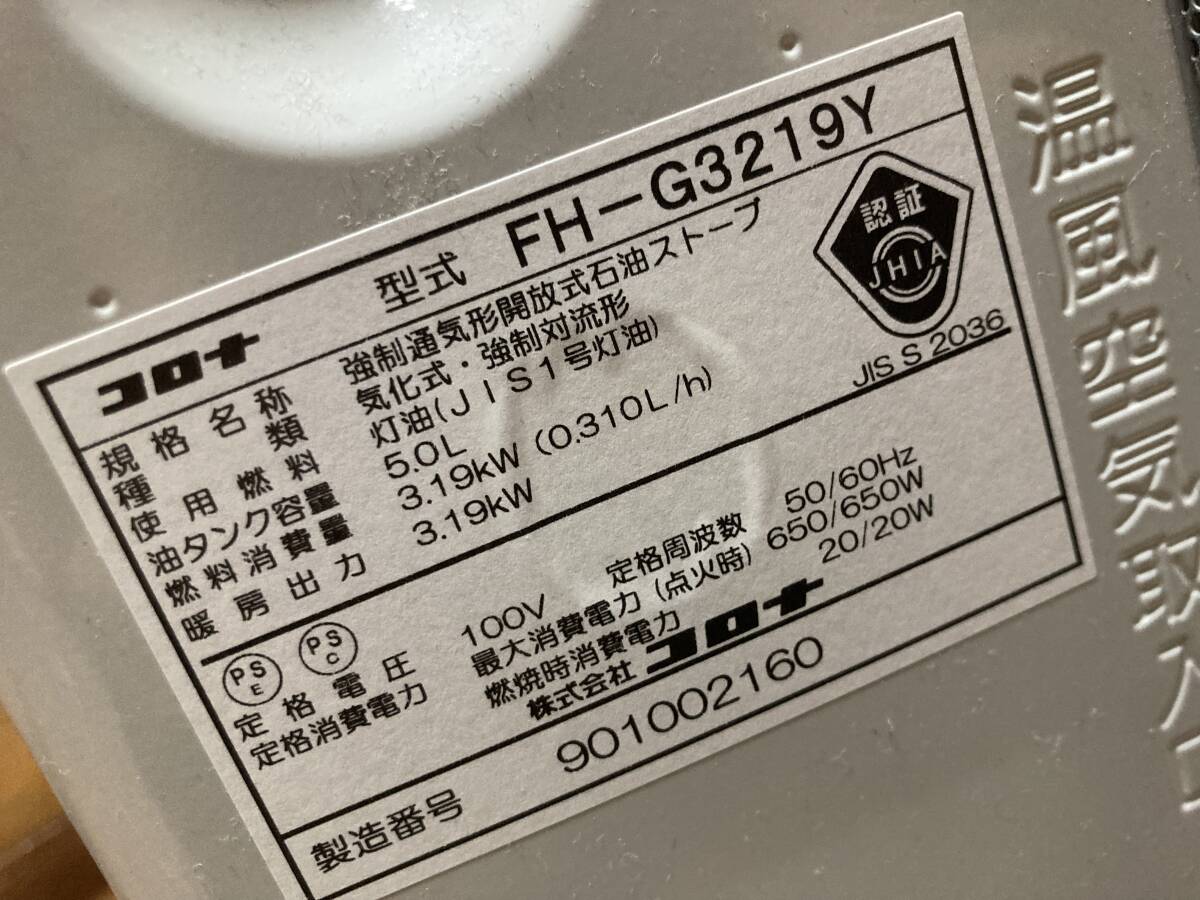 コロナ 型式 FH-G3219Y
規格名称 強制通気形開放式石油ストーブ
種類 気化式・強制対流形
使用燃料 灯油(JIS1号灯油)
油タンク容量 5.0L
燃料消費量 3.19kW (0.310L/h)
暖房出力 3.19kW
認証
JHIA
JIS S 2036
PS E PS C
定格電圧 100V 定格周波数 50/60Hz
定格消費電力 最大消費電力(点火時) 650/650W
燃焼時消費電力 20/20W
株式会社 コロナ
製造番号 901002160
温風空気取入口